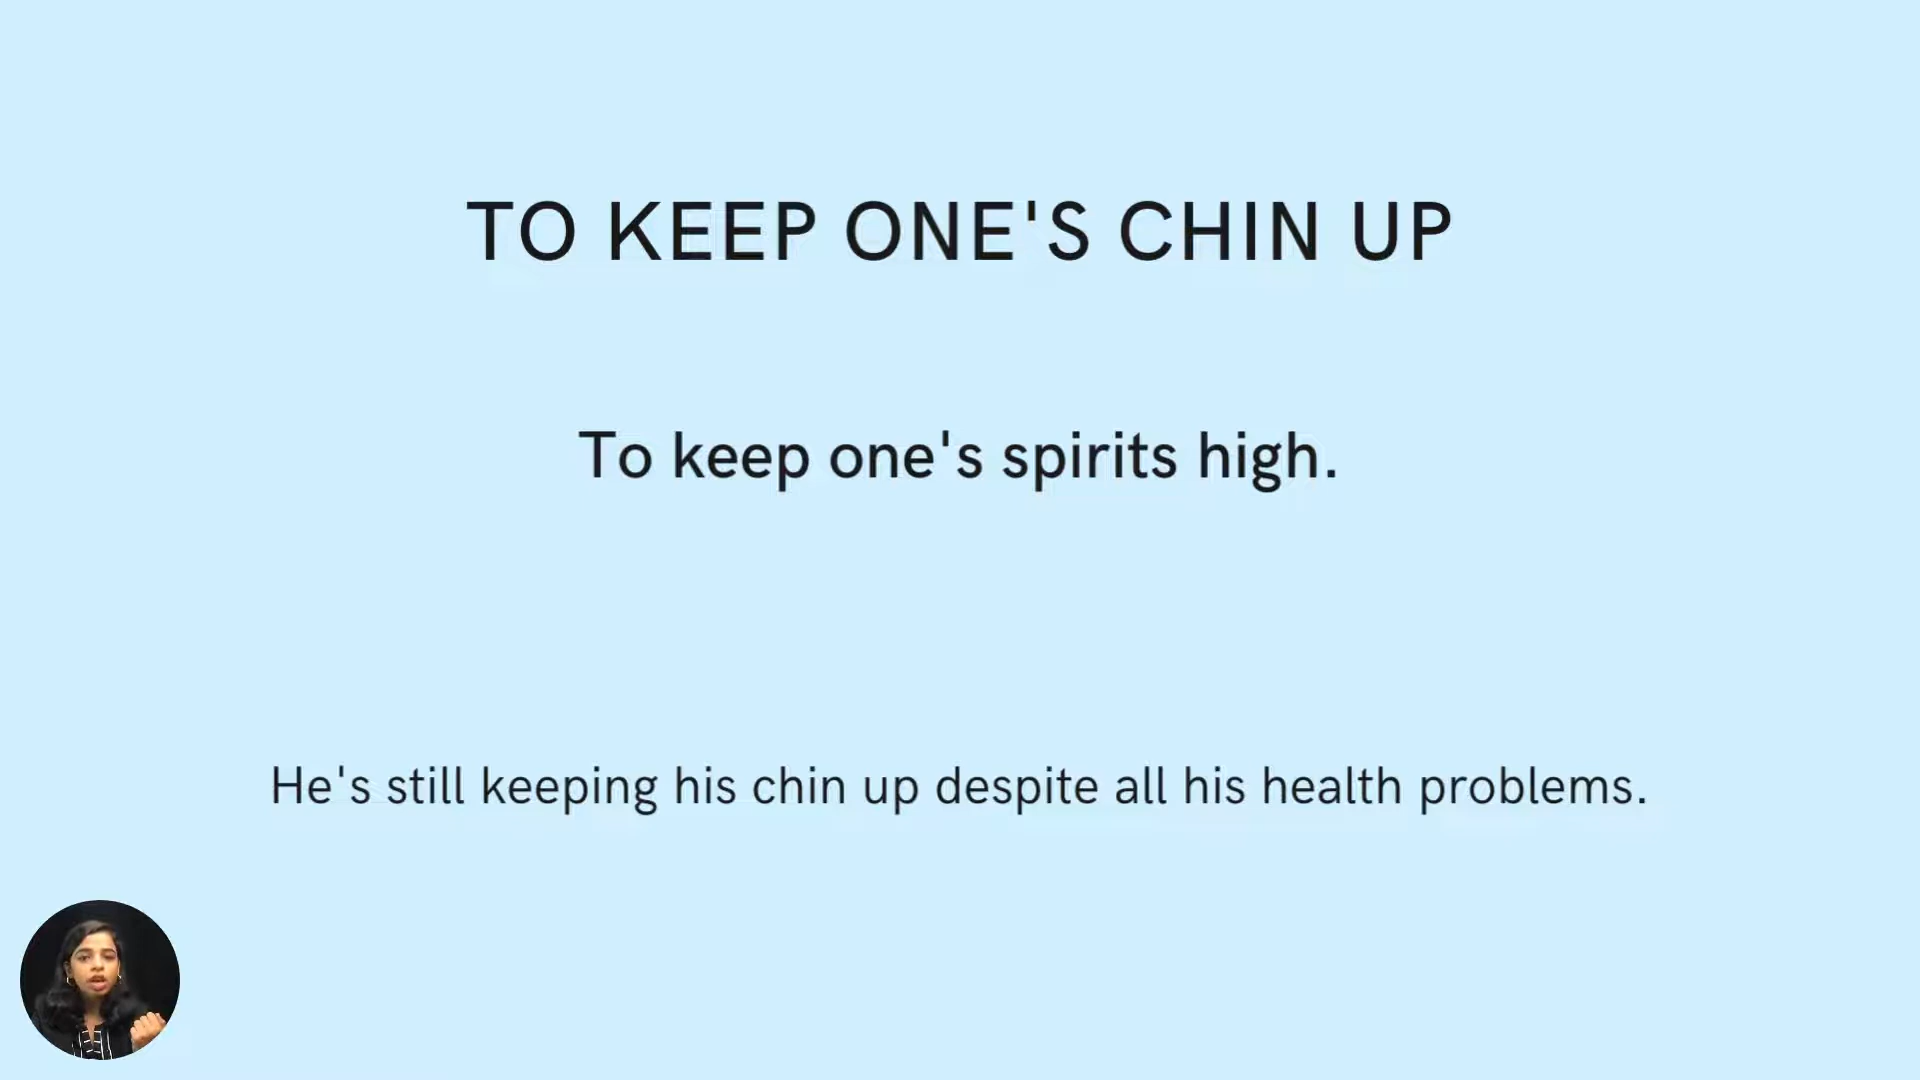 TO KEEP ONE'S CHIN UP
To keep one's spirits high.
He's still keeping his chin up despite all his health problems.